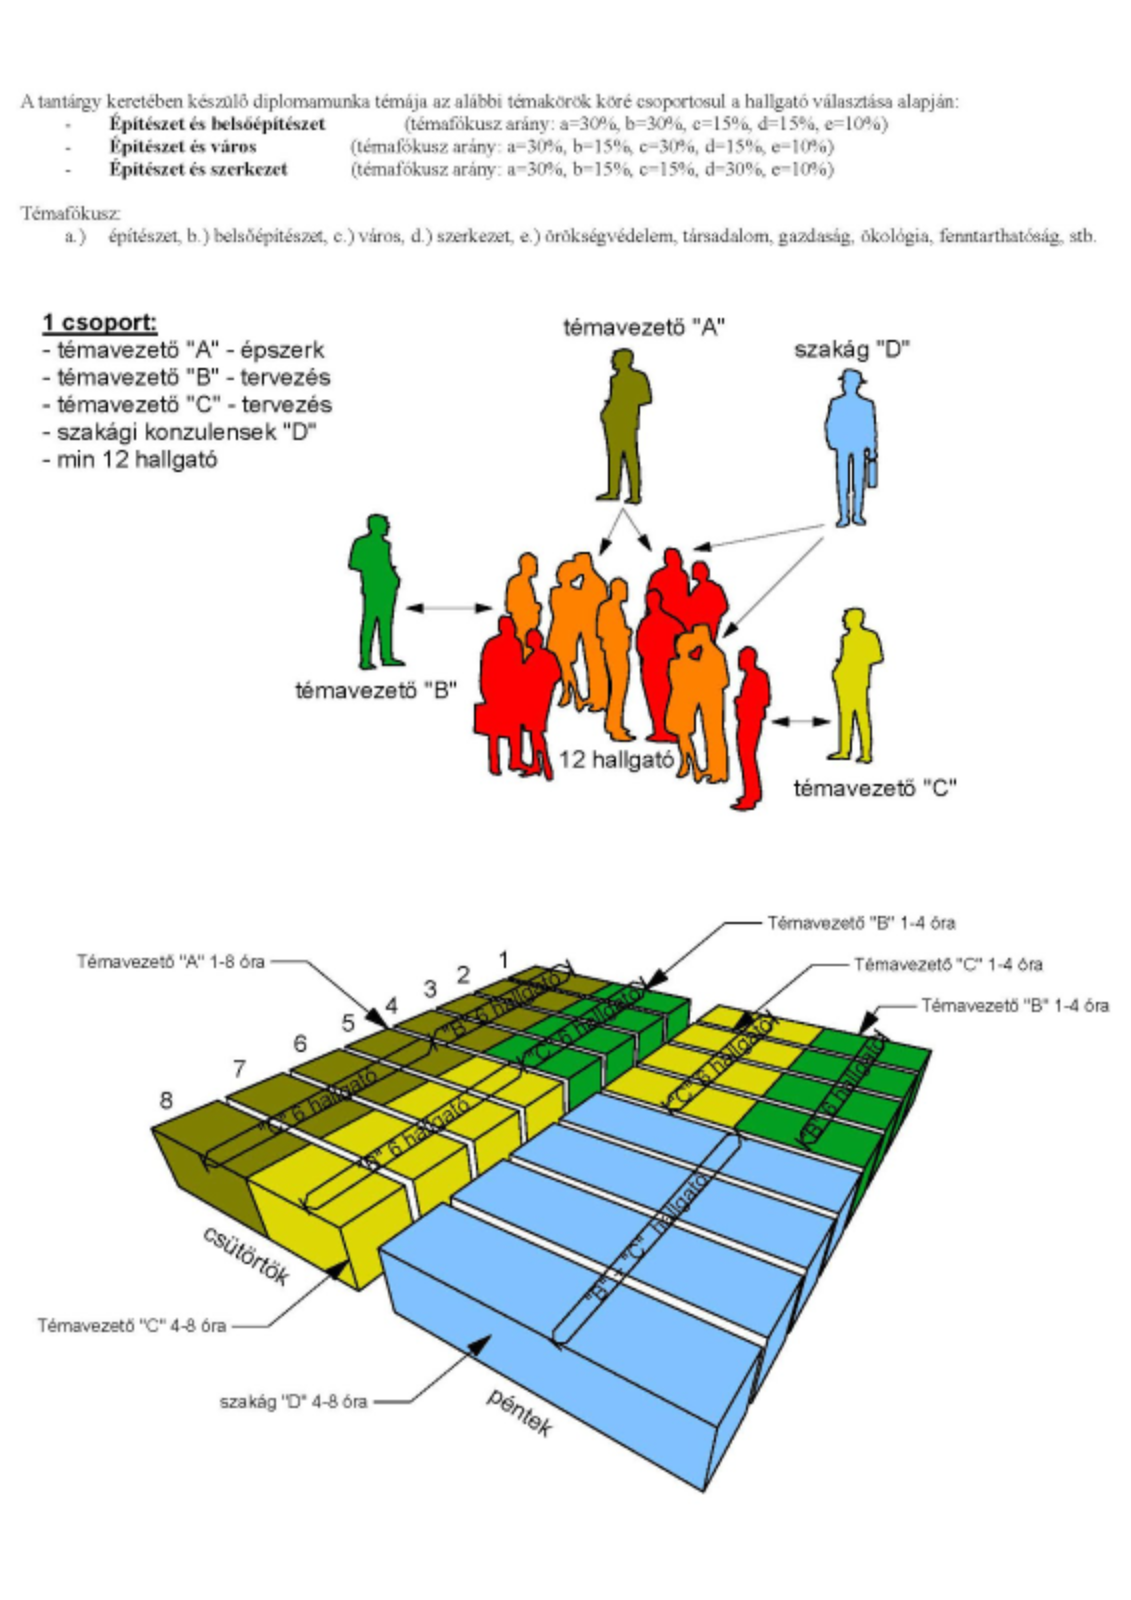 A tantárgy keretében készülő diplomamunka témája az alábbi témakörök köré csoportosul a hallgató választása alapján:
- Építészet és belsőépítészet (témafókusz arány: a=30%, b=30%, c=15%, d=15%, e=10%)
- Építészet és város (témafókusz arány: a=30%, b=15%, c=30%, d=15%, e=10%)
- Építészet és szerkezet (témafókusz arány: a=30%, b=15%, c=15%, d=30%, e=10%)
Témafókusz:
a.) építészet, b.) belsőépítészet, c.) város, d.) szerkezet, e.) örökségvédelem, társadalom, gazdaság, ökológia, fenntarthatóság, stb.
1 csoport:
- témavezető "A" - épszerk
- témavezető "B" - tervezés
- témavezető "C" - tervezés
- szakági konzulensek "D"
- min 12 hallgató
témavezető "A"
szakág "D"
témavezető "B"
12 hallgató
témavezető "C"
Témavezető "B" 1-4 óra
Témavezető "A" 1-8 óra
Témavezető "C" 1-4 óra
Témavezető "B" 1-4 óra
1
2
3
4
5
6
7
8
"B" 6 hallgató
"C" 6 hallgató
"C" 6 hallgató
"B" 6 hallgató
"C" 6 hallgató
"B" 6 hallgató
"B" + "C" hallgató
csütörtök
Témavezető "C" 4-8 óra
szakág "D" 4-8 óra
péntek